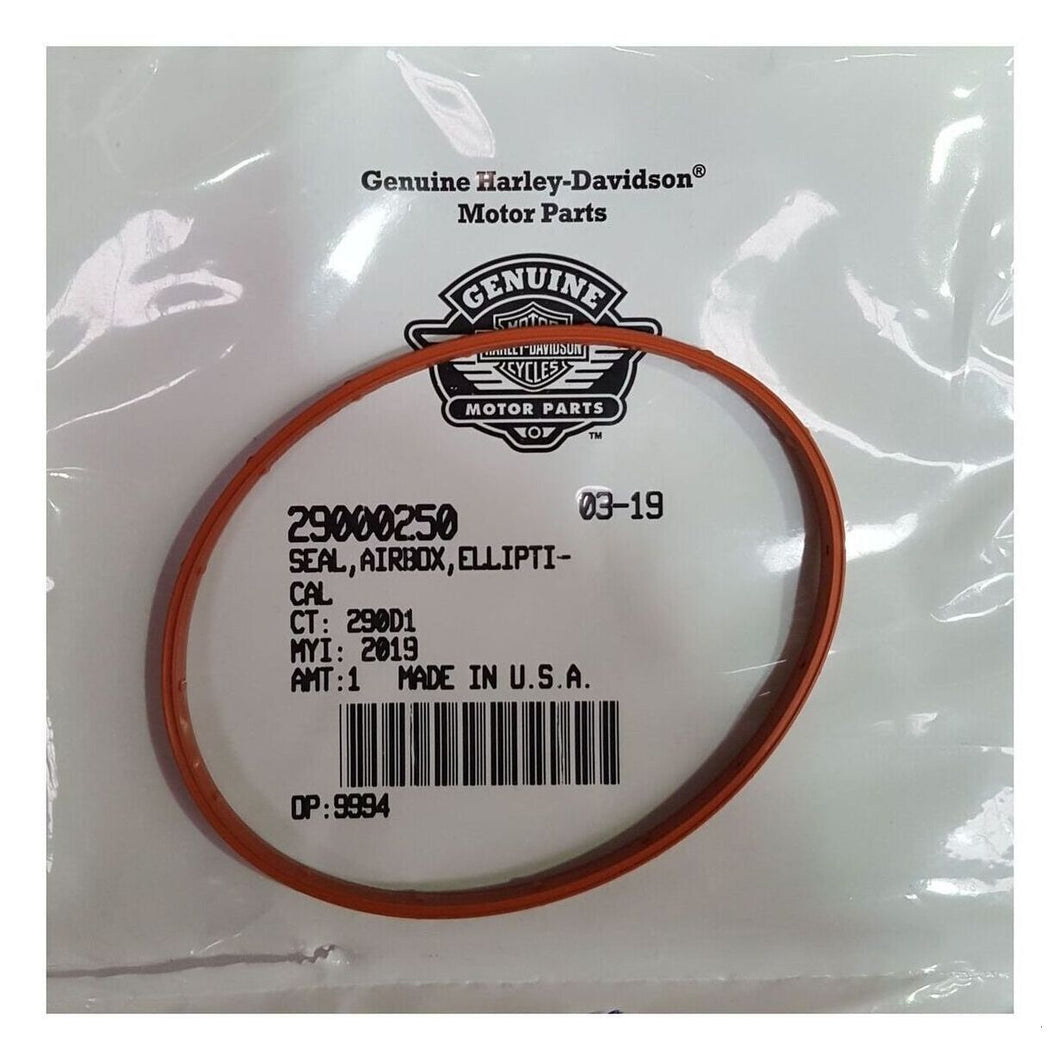 Genuine Harley-Davidson®
Motor Parts
GENUINE
MOTOR
HARLEY-DAVIDSON
CYCLES
MOTOR PARTS
™
29000250
03-19
SEAL,AIRBOX,ELLIPTI-
CAL
CT: 290D1
MYI: 2019
AMT:1 MADE IN U.S.A.
OP:9994